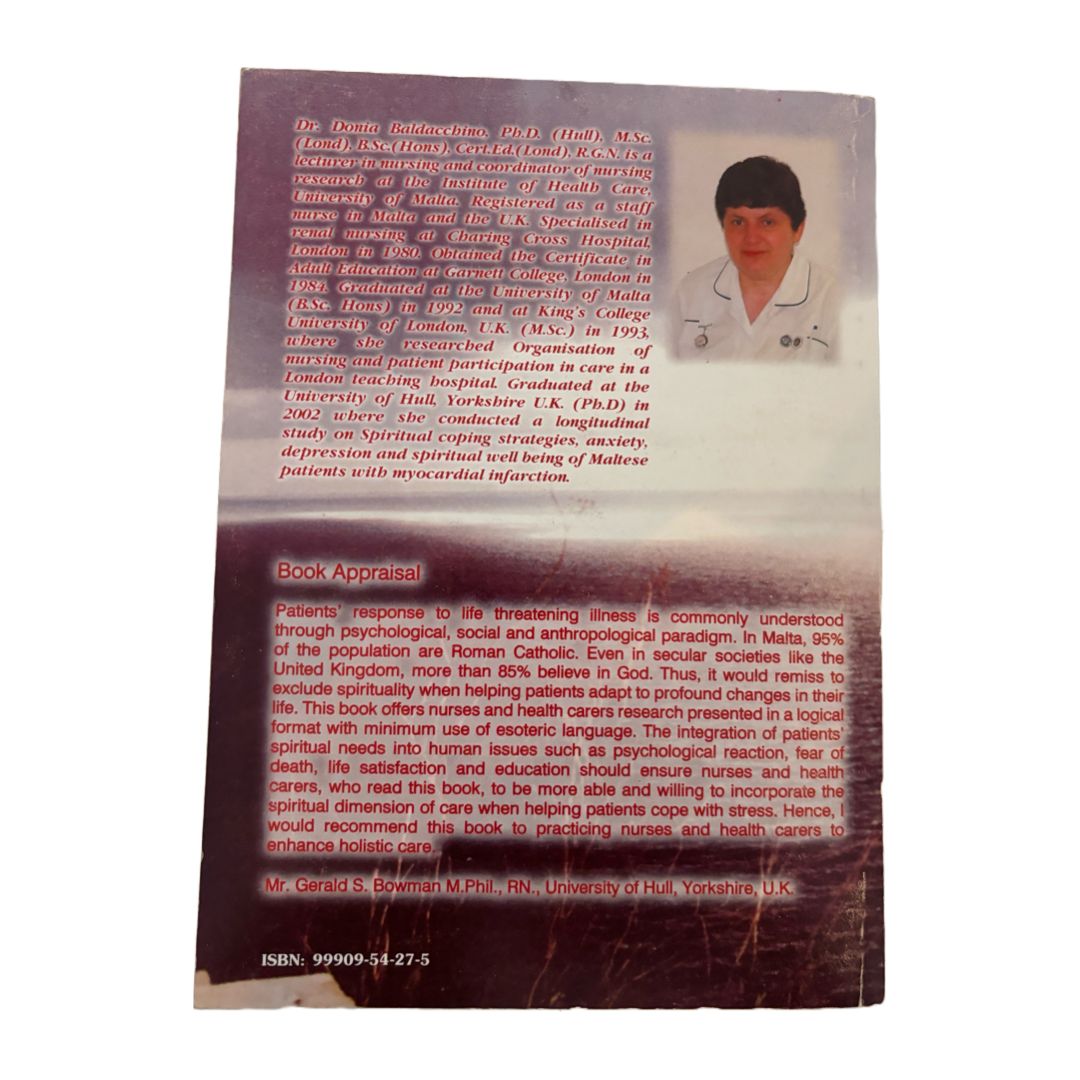 Dr. Donia Baldacchino, Ph.D. (Hull), M.Sc.
(Lond), B.Sc.(Hons), Cert.Ed.(Lond), R.G.N. is a
lecturer in nursing and coordinator of nursing
research at the Institute of Health Care,
University of Malta. Registered as a staff
nurse in Malta and the U.K. Specialised in
renal nursing at Charing Cross Hospital,
London in 1980. Obtained the Certificate in
Adult Education at Garnett College, London in
1984. Graduated at the University of Malta
(B.Sc. Hons) in 1992 and at King's College
University of London, U.K. (M.Sc.) in 1993,
where she researched Organisation of
nursing and patient participation in care in a
London teaching hospital. Graduated at the
University of Hull, Yorkshire U.K. (Ph.D) in
2002 where she conducted a longitudinal
study on Spiritual coping strategies, anxiety,
depression and spiritual well being of Maltese
patients with myocardial infarction.
Book Appraisal
Patients' response to life threatening illness is commonly understood
through psychological, social and anthropological paradigm. In Malta, 95%
of the population are Roman Catholic. Even in secular societies like the
United Kingdom, more than 85% believe in God. Thus, it would remiss to
exclude spirituality when helping patients adapt to profound changes in their
life. This book offers nurses and health carers research presented in a logical
format with minimum use of esoteric language. The integration of patients'
spiritual needs into human issues such as psychological reaction, fear of
death, life satisfaction and education should ensure nurses and health
carers, who read this book, to be more able and willing to incorporate the
spiritual dimension of care when helping patients cope with stress. Hence, I
would recommend this book to practicing nurses and health carers to
enhance holistic care.
Mr. Gerald S. Bowman M.Phil., RN., University of Hull, Yorkshire, U.K.
ISBN: 99909-54-27-5